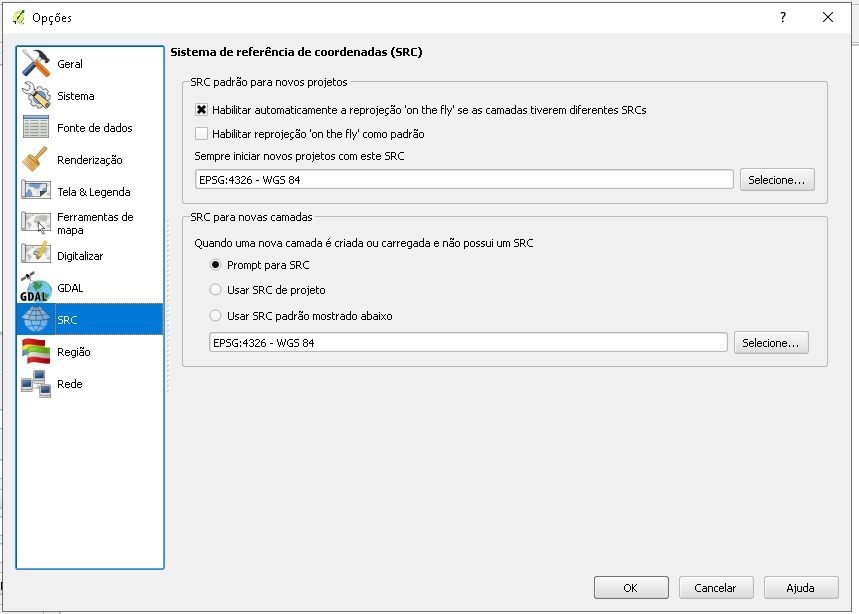 Opções
?
Geral
Sistema
Fonte de dados
Renderização
Tela & Legenda
Ferramentas de
mapa
Digitalizar
GDAL
GDAL
SRC
Região
Rede
Sistema de referência de coordenadas (SRC)
SRC padrão para novos projetos
Habilitar automaticamente a reprojeção 'on the fly' se as camadas tiverem diferentes SRCs
Habilitar reprojeção 'on the fly' como padrão
Sempre iniciar novos projetos com este SRC
EPSG:4326 - WGS 84 Selecione...
SRC para novas camadas
Quando uma nova camada é criada ou carregada e não possui um SRC
Prompt para SRC
Usar SRC de projeto
Usar SRC padrão mostrado abaixo
EPSG:4326 - WGS 84 Selecione...
OK Cancelar Ajuda